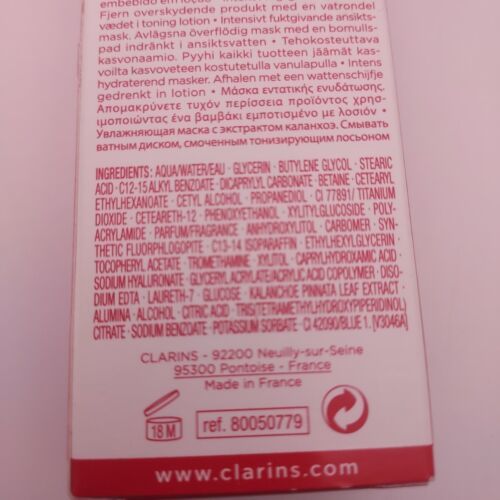 Fjern overskydende produkt med en vatrondel
vædet i toning lotion • Intensivt fuktgivande ansikts-
mask. Avlägsna överflödig mask med en bomulls-
pad indränkt i ansiktsvatten • Tehokosteuttava
kasvonaamio. Pyyhi kaikki tuotteen jäämät kas-
voilta kasvoveteen kostutetulla vanulapulla • Intens
hydraterend masker. Afhalen met een wattenschijfje
gedrenkt in lotion • Μάσκα εντατικής ενυδάτωσης.
Απομακρύνετε τυχόν περίσσεια προϊόντος χρησ-
ιμοποιώντας ένα βαμβάκι εμποτισμένο με λοσιόν •
Увлажняющая маска с экстрактом каланхоэ. Смывать
ватным диском, смоченным тонизирующим лосьоном
INGREDIENTS: AQUA/WATER/EAU · GLYCERIN · BUTYLENE GLYCOL · STEARIC
ACID · C12-15 ALKYL BENZOATE · DICAPRYLYL CARBONATE · BETAINE · CETEARYL
ETHYLHEXANOATE · CETYL ALCOHOL · PROPANEDIOL · CI 77891/ TITANIUM
DIOXIDE · CETEARETH-12 · PHENOXYETHANOL · XYLITYLGLUCOSIDE · POLY-
ACRYLAMIDE · PARFUM/FRAGRANCE · ANHYDROXYLITOL · CARBOMER · SYN-
THETIC FLUORPHLOGOPITE · C13-14 ISOPARAFFIN · ETHYLHEXYLGLYCERIN ·
TOCOPHERYL ACETATE · TROMETHAMINE · XYLITOL · CAPRYLHYDROXAMIC ACID ·
SODIUM HYALURONATE · GLYCERYL ACRYLATE/ACRYLIC ACID COPOLYMER · DISO-
DIUM EDTA · LAURETH-7 · GLUCOSE · KALANCHOE PINNATA LEAF EXTRACT ·
ALUMINA · ALCOHOL · CITRIC ACID · TRIS(TETRAMETHYLHYDROXYPIPERIDINOL)
CITRATE · SODIUM BENZOATE · POTASSIUM SORBATE · CI 42090/BLUE 1. [V3046A]
CLARINS - 92200 Neuilly-sur-Seine
95300 Pontoise - France
Made in France
18 M
ref. 80050779
www.clarins.com